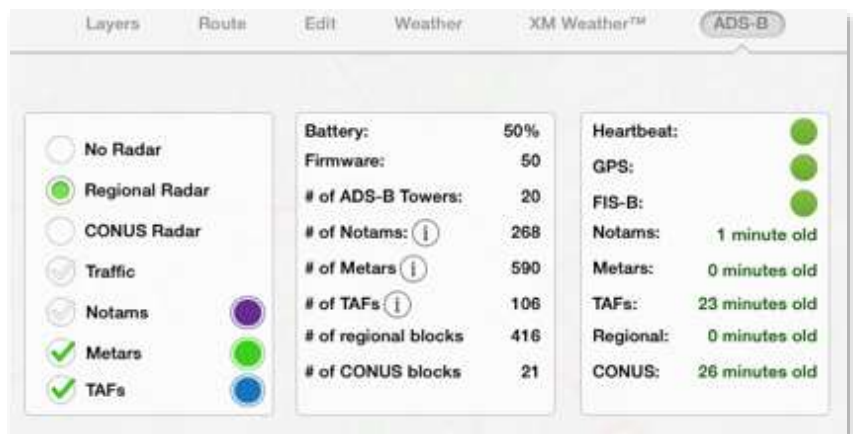 Layers Route Edit Weather XM Weather™ ADS-B
No Radar
Regional Radar
CONUS Radar
Traffic
Notams
Metars
TAFs
Battery: 50%
Firmware: 50
# of ADS-B Towers: 20
# of Notams: i 268
# of Metars i 590
# of TAFs i 106
# of regional blocks 416
# of CONUS blocks 21
Heartbeat:
GPS:
FIS-B:
Notams: 1 minute old
Metars: 0 minutes old
TAFs: 23 minutes old
Regional: 0 minutes old
CONUS: 26 minutes old